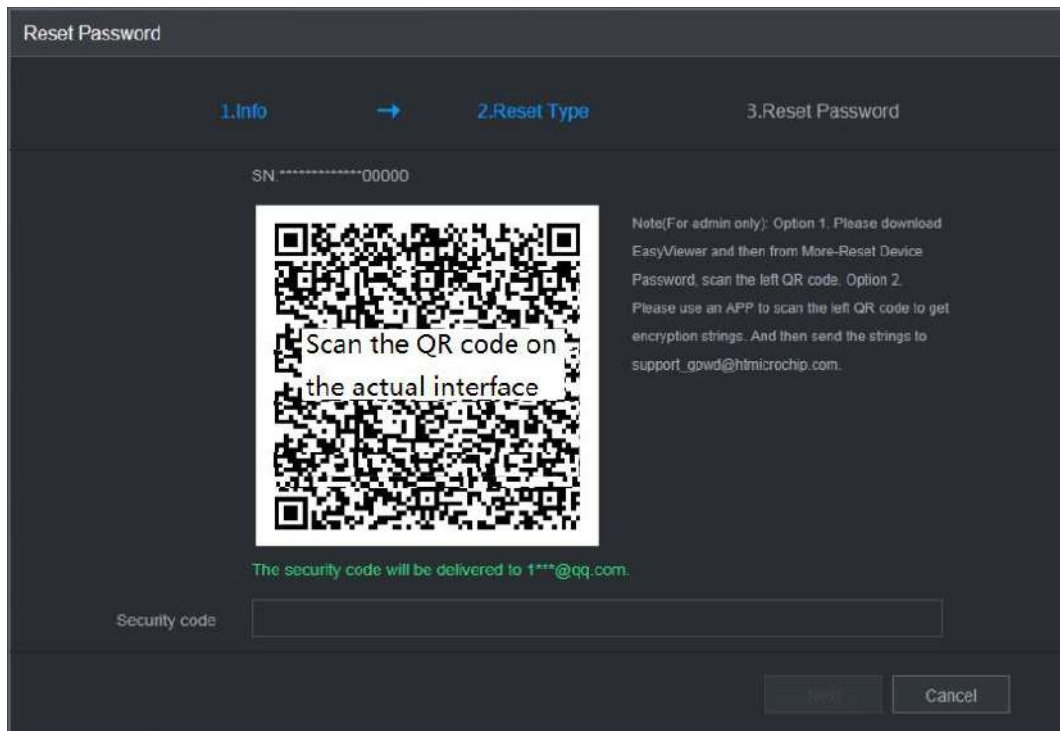 Reset Password
1.Info → 2.Reset Type 3.Reset Password
SN.*************00000
Note(For admin only): Option 1. Please download
EasyViewer and then from More-Reset Device
Password, scan the left QR code. Option 2.
Please use an APP to scan the left QR code to get
encryption strings. And then send the strings to
support_gpwd@htmicrochip.com.
Scan the QR code on
the actual interface
The security code will be delivered to 1***@qq.com.
Security code
Next Cancel